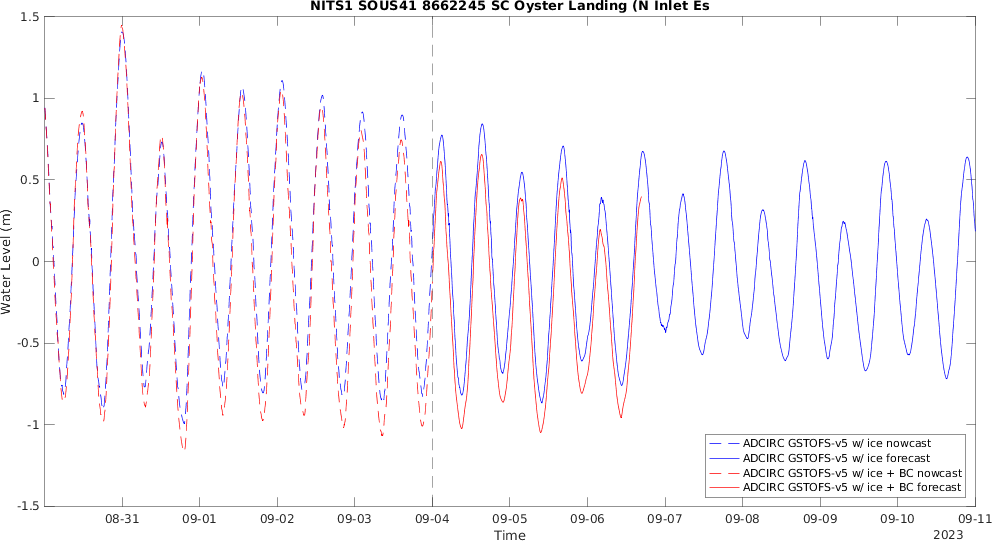 NITS1 SOUS41 8662245 SC Oyster Landing (N Inlet Es
1.5
1
0.5
0
-0.5
-1
-1.5
Water Level (m)
08-31 09-01 09-02 09-03 09-04 09-05 09-06 09-07 09-08 09-09 09-10 09-11
Time
2023
ADCIRC GSTOFS-v5 w/ ice nowcast
ADCIRC GSTOFS-v5 w/ ice forecast
ADCIRC GSTOFS-v5 w/ ice + BC nowcast
ADCIRC GSTOFS-v5 w/ ice + BC forecast